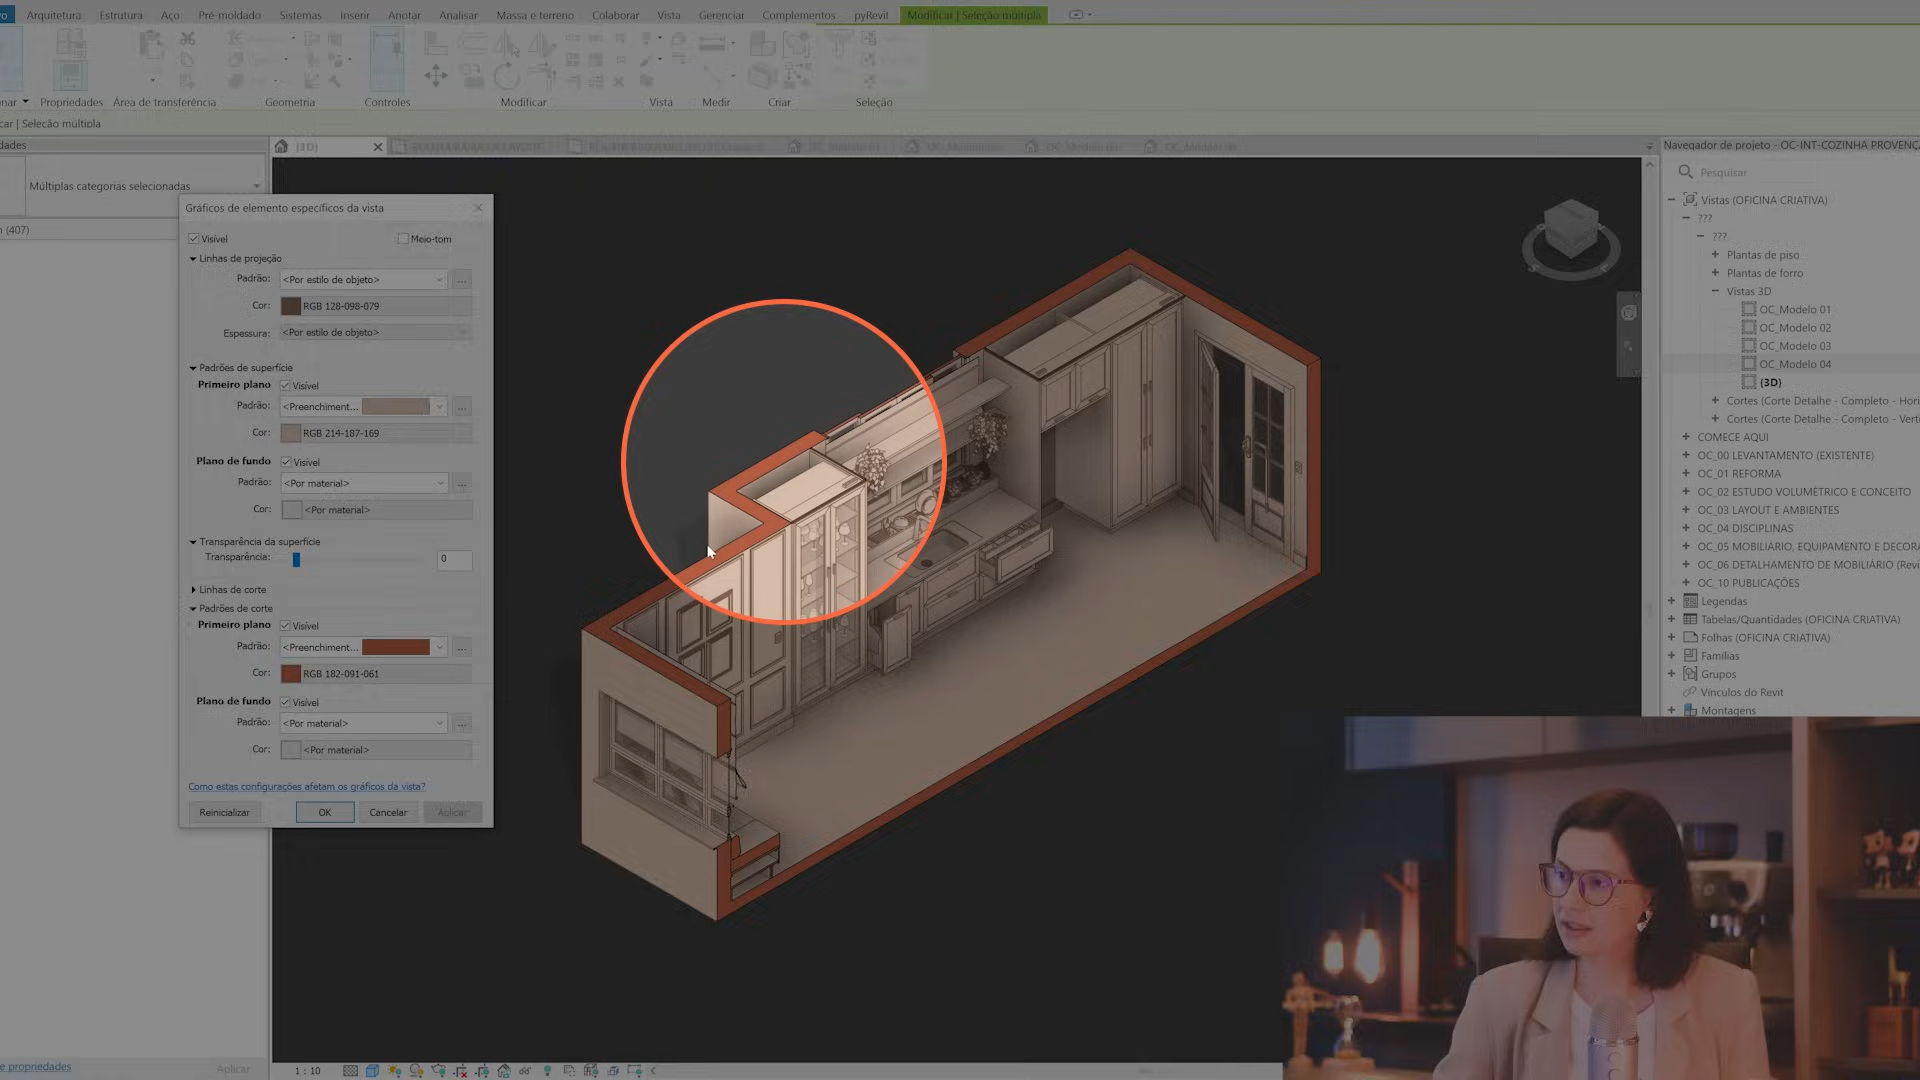 Arquitetura Estrutura Aço Pré-moldado Sistemas Inserir Anotar Analisar Massa e terreno Colaborar Vista Gerenciar Complementos pyRevit Modificar | Seleção múltipla
Propriedades Área de transferência Geometria Controles Modificar Vista Medir Criar Seleção
car | Seleção múltipla
dades
{3D}
Múltiplas categorias selecionadas
(407)
Gráficos de elemento específicos da vista
Visível Meio-tom
Linhas de projeção
Padrão: <Por estilo de objeto> ...
Cor: RGB 128-098-079
Espessura: <Por estilo de objeto>
Padrões de superfície
Primeiro plano Visível
Padrão: <Preenchiment... ...
Cor: RGB 214-187-169
Plano de fundo Visível
Padrão: <Por material> ...
Cor: <Por material>
Transparência da superfície
Transparência: 0
Linhas de corte
Padrões de corte
Primeiro plano Visível
Padrão: <Preenchiment... ...
Cor: RGB 182-091-061
Plano de fundo Visível
Padrão: <Por material> ...
Cor: <Por material>
Como estas configurações afetam os gráficos da vista?
Reinicializar OK Cancelar Aplicar
e propriedades Aplicar
1 : 10
Navegador de projeto - OC-INT-COZINHA PROVENÇA
Pesquisar
Vistas (OFICINA CRIATIVA)
???
???
Plantas de piso
Plantas de forro
Vistas 3D
OC_Modelo 01
OC_Modelo 02
OC_Modelo 03
OC_Modelo 04
{3D}
Cortes (Corte Detalhe - Completo - Hori
Cortes (Corte Detalhe - Completo - Vert
COMECE AQUI
OC_00 LEVANTAMENTO (EXISTENTE)
OC_01 REFORMA
OC_02 ESTUDO VOLUMÉTRICO E CONCEITO
OC_03 LAYOUT E AMBIENTES
OC_04 DISCIPLINAS
OC_05 MOBILIÁRIO, EQUIPAMENTO E DECORA
OC_06 DETALHAMENTO DE MOBILIÁRIO (Revi
OC_10 PUBLICAÇÕES
Legendas
Tabelas/Quantidades (OFICINA CRIATIVA)
Folhas (OFICINA CRIATIVA)
Famílias
Grupos
Vínculos do Revit
Montagens